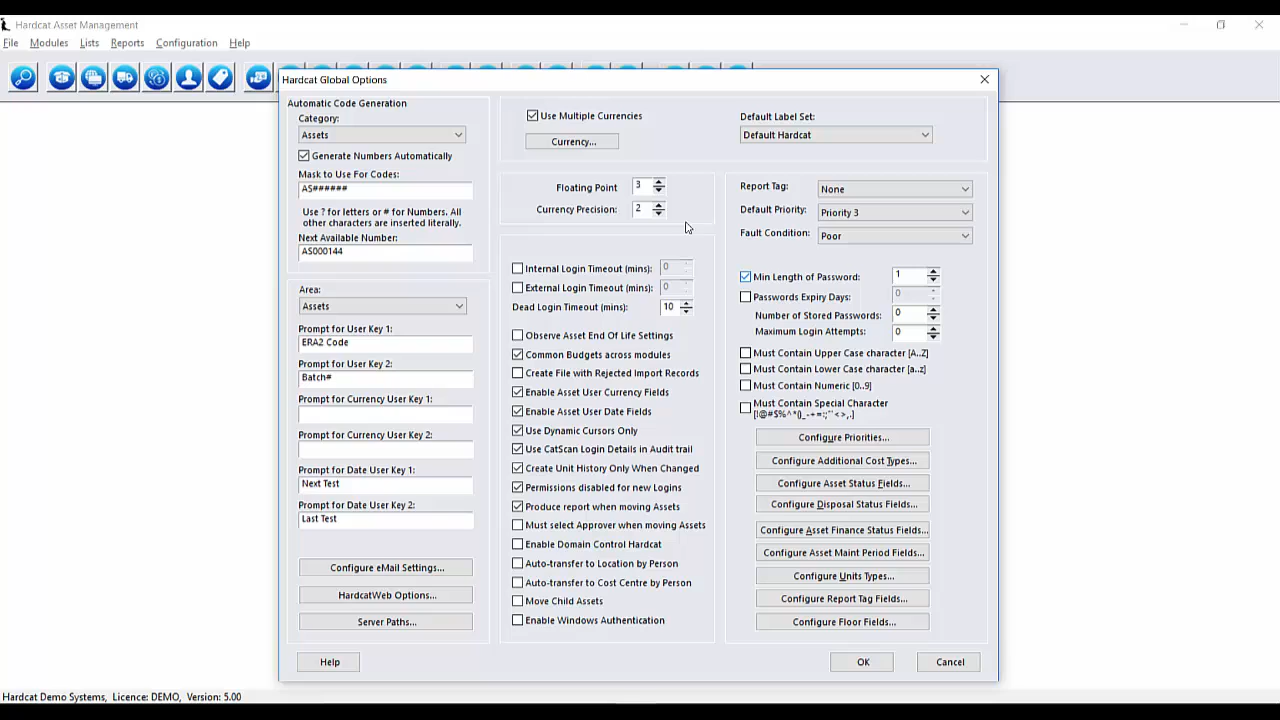 Hardcat Asset Management
File Modules Lists Reports Configuration Help
Hardcat Global Options
Automatic Code Generation
Category:
Assets
Generate Numbers Automatically
Mask to Use For Codes:
AS######
Use ? for letters or # for Numbers. All
other characters are inserted literally.
Next Available Number:
AS000144
Area:
Assets
Prompt for User Key 1:
ERA2 Code
Prompt for User Key 2:
Batch#
Prompt for Currency User Key 1:
Prompt for Currency User Key 2:
Prompt for Date User Key 1:
Next Test
Prompt for Date User Key 2:
Last Test
Configure eMail Settings...
HardcatWeb Options...
Server Paths...
Use Multiple Currencies
Currency...
Default Label Set:
Default Hardcat
Floating Point 3
Currency Precision: 2
Internal Login Timeout (mins): 0
External Login Timeout (mins): 0
Dead Login Timeout (mins): 10
Observe Asset End Of Life Settings
Common Budgets across modules
Create File with Rejected Import Records
Enable Asset User Currency Fields
Enable Asset User Date Fields
Use Dynamic Cursors Only
Use CatScan Login Details in Audit trail
Create Unit History Only When Changed
Permissions disabled for new Logins
Produce report when moving Assets
Must select Approver when moving Assets
Enable Domain Control Hardcat
Auto-transfer to Location by Person
Auto-transfer to Cost Centre by Person
Move Child Assets
Enable Windows Authentication
Report Tag: None
Default Priority: Priority 3
Fault Condition: Poor
Min Length of Password: 1
Passwords Expiry Days: 0
Number of Stored Passwords: 0
Maximum Login Attempts: 0
Must Contain Upper Case character [A..Z]
Must Contain Lower Case character [a..z]
Must Contain Numeric [0..9]
Must Contain Special Character
Configure Priorities...
Configure Additional Cost Types...
Configure Asset Status Fields...
Configure Disposal Status Fields...
Configure Asset Finance Status Fields...
Configure Asset Maint Period Fields...
Configure Units Types...
Configure Report Tag Fields...
Configure Floor Fields...
Help
OK
Cancel
Hardcat Demo Systems, Licence: DEMO, Version: 5.00